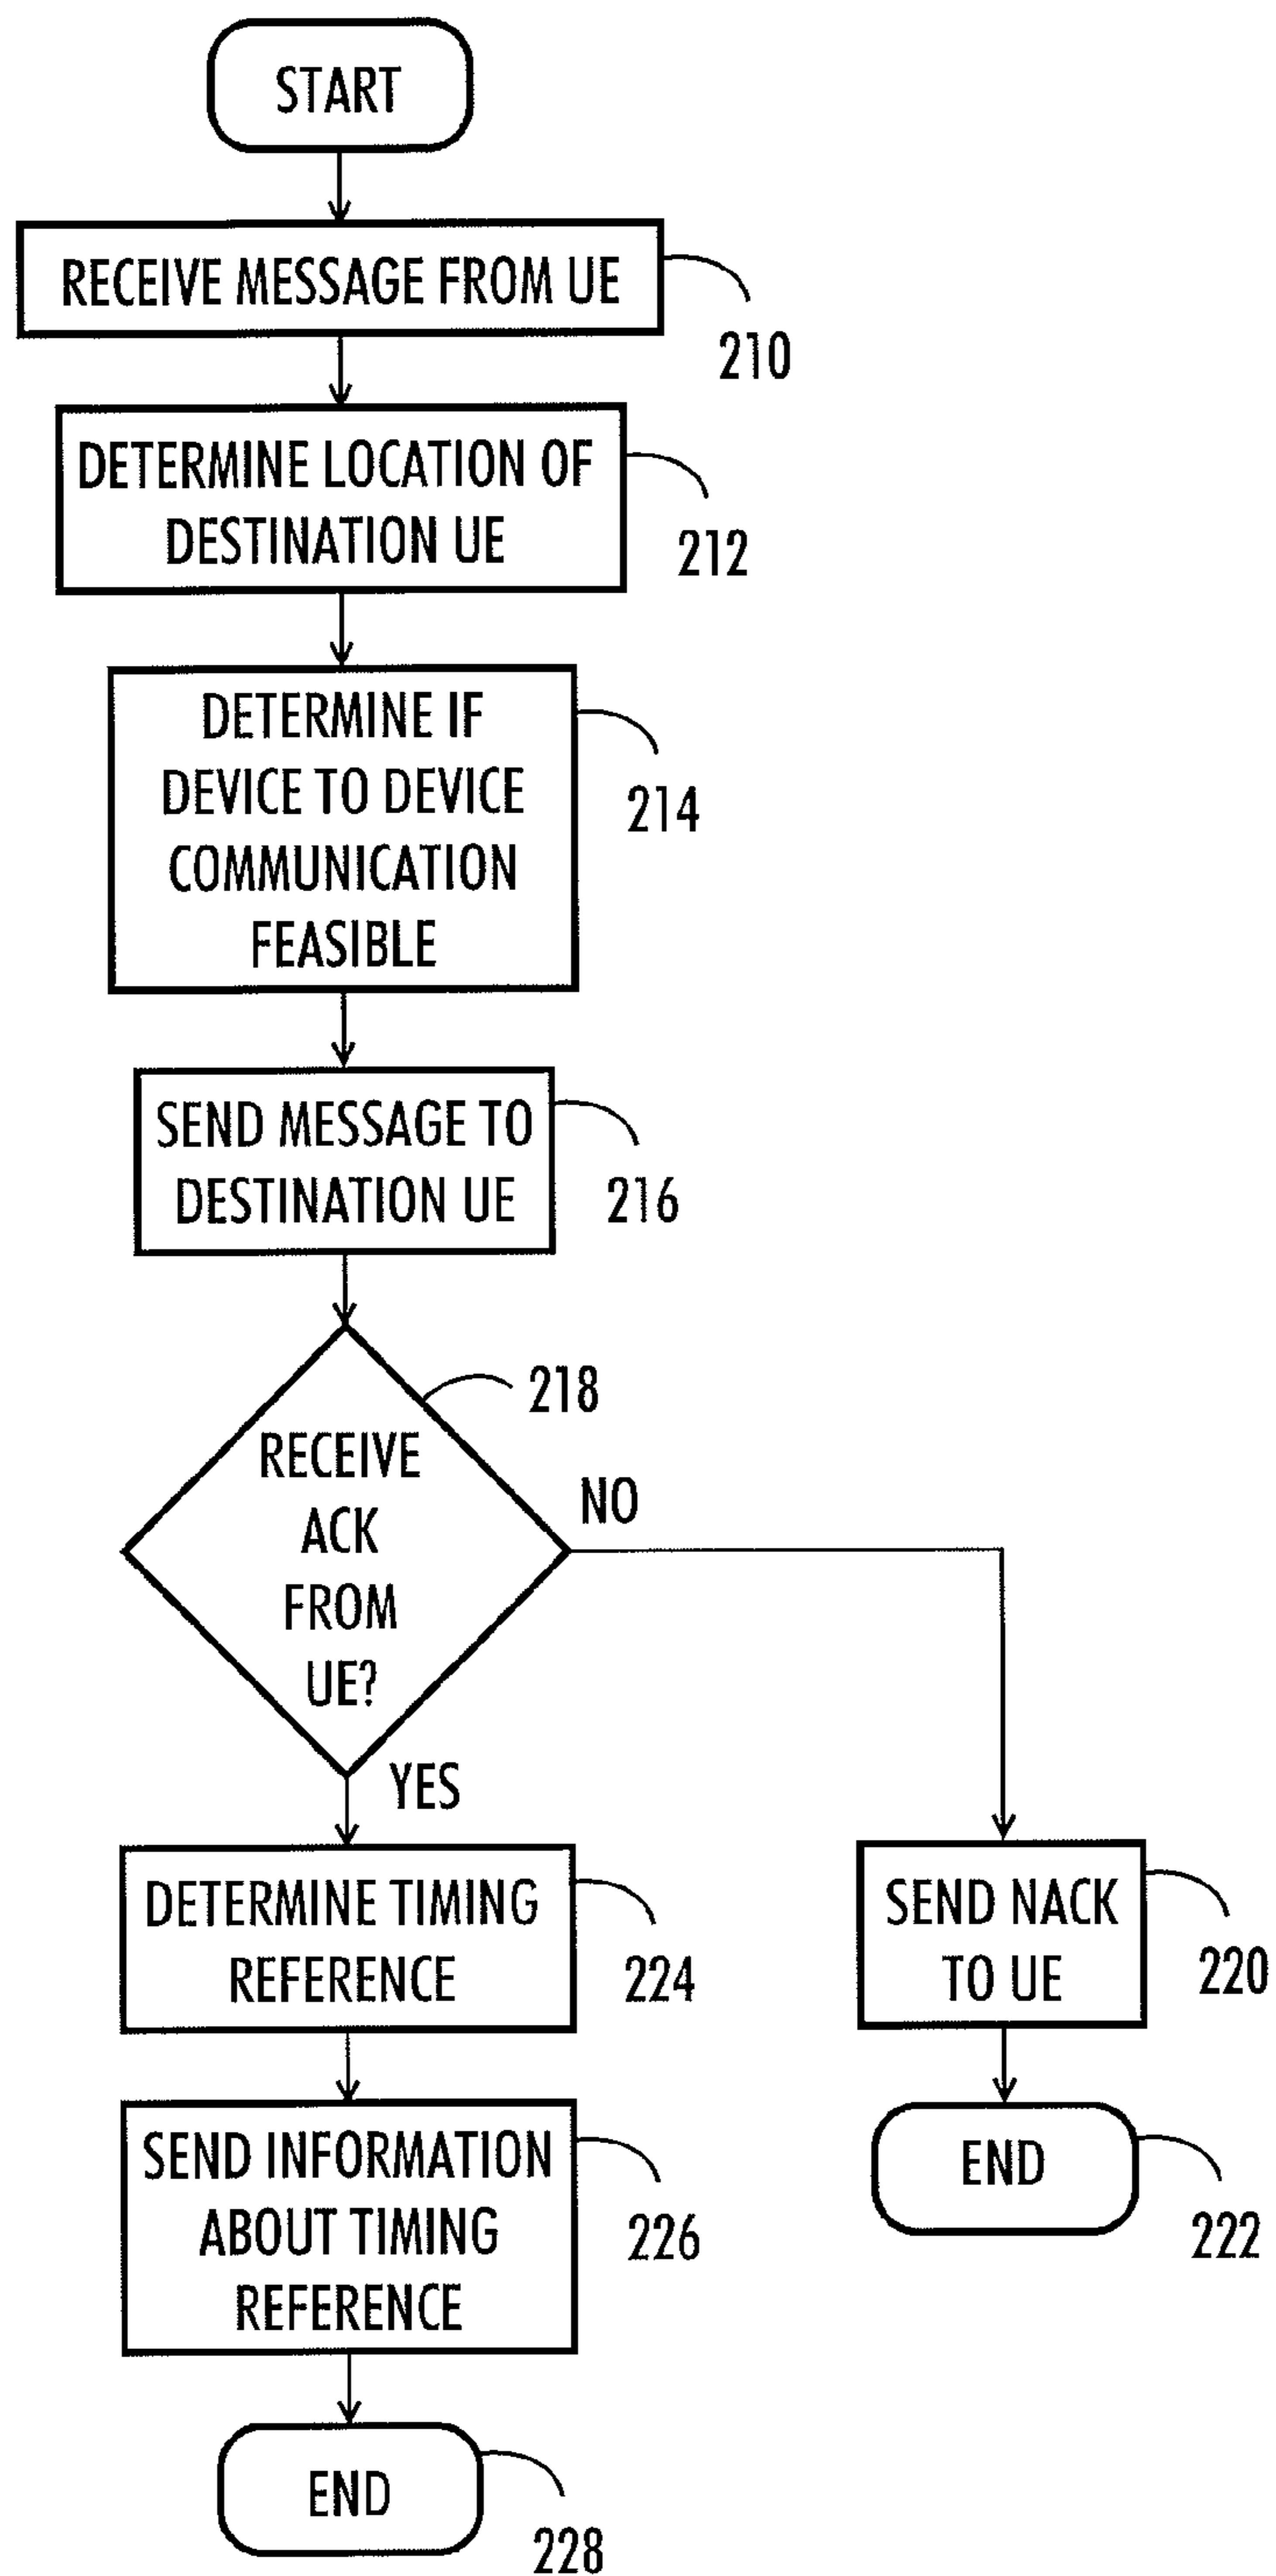 START
RECEIVE MESSAGE FROM UE
210
DETERMINE LOCATION OF
DESTINATION UE
212
DETERMINE IF
DEVICE TO DEVICE
COMMUNICATION
FEASIBLE
214
SEND MESSAGE TO
DESTINATION UE
216
218
RECEIVE
ACK
FROM
UE?
NO
YES
DETERMINE TIMING
REFERENCE
224
SEND NACK
TO UE
220
SEND INFORMATION
ABOUT TIMING
REFERENCE
226
END
222
END
228